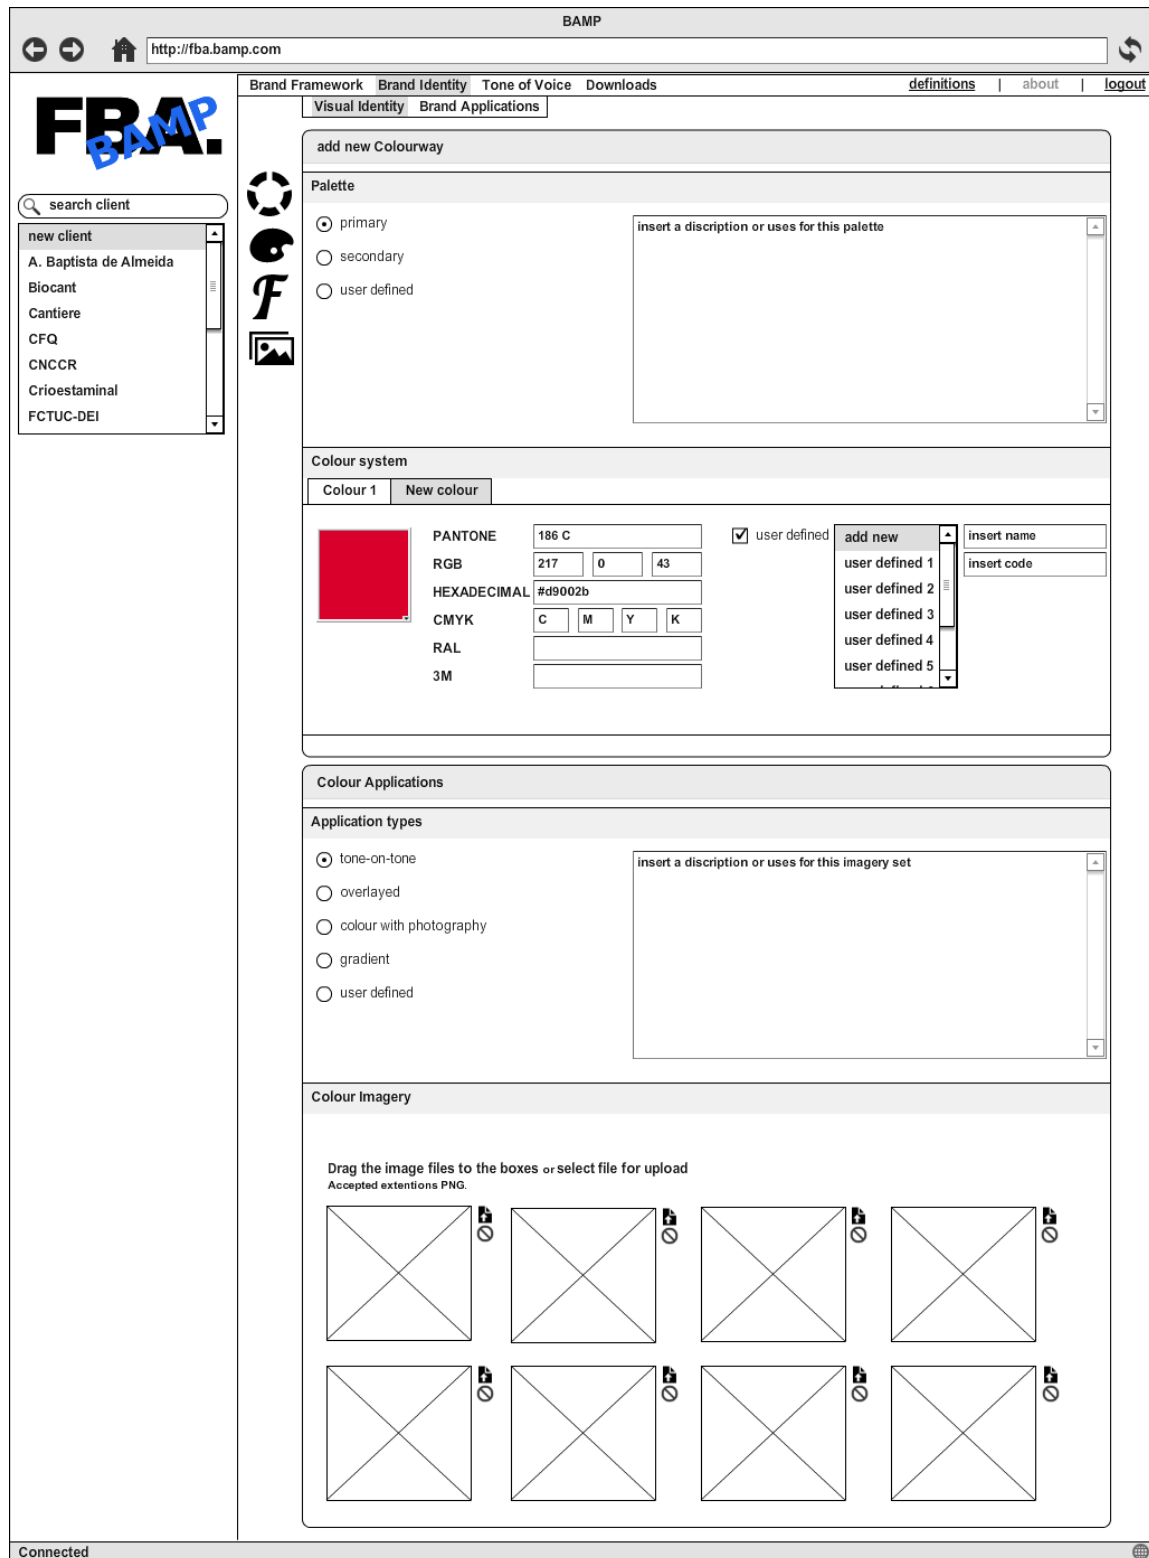 BAMP
http://fba.bamp.com
Brand Framework Brand Identity Tone of Voice Downloads definitions | about | logout
Visual Identity Brand Applications
FBA.
BAMP
search client
new client
A. Baptista de Almeida
Biocant
Cantiere
CFQ
CNCCR
Crioestaminal
FCTUC-DEI
add new Colourway
Palette
primary
secondary
user defined
insert a discription or uses for this palette
Colour system
Colour 1 New colour
PANTONE 186 C
RGB 217 0 43
HEXADECIMAL #d9002b
CMYK C M Y K
RAL
3M
user defined
add new
user defined 1
user defined 2
user defined 3
user defined 4
user defined 5
insert name
insert code
Colour Applications
Application types
tone-on-tone
overlayed
colour with photography
gradient
user defined
insert a discription or uses for this imagery set
Colour Imagery
Drag the image files to the boxes or select file for upload
Accepted extentions PNG.
Connected